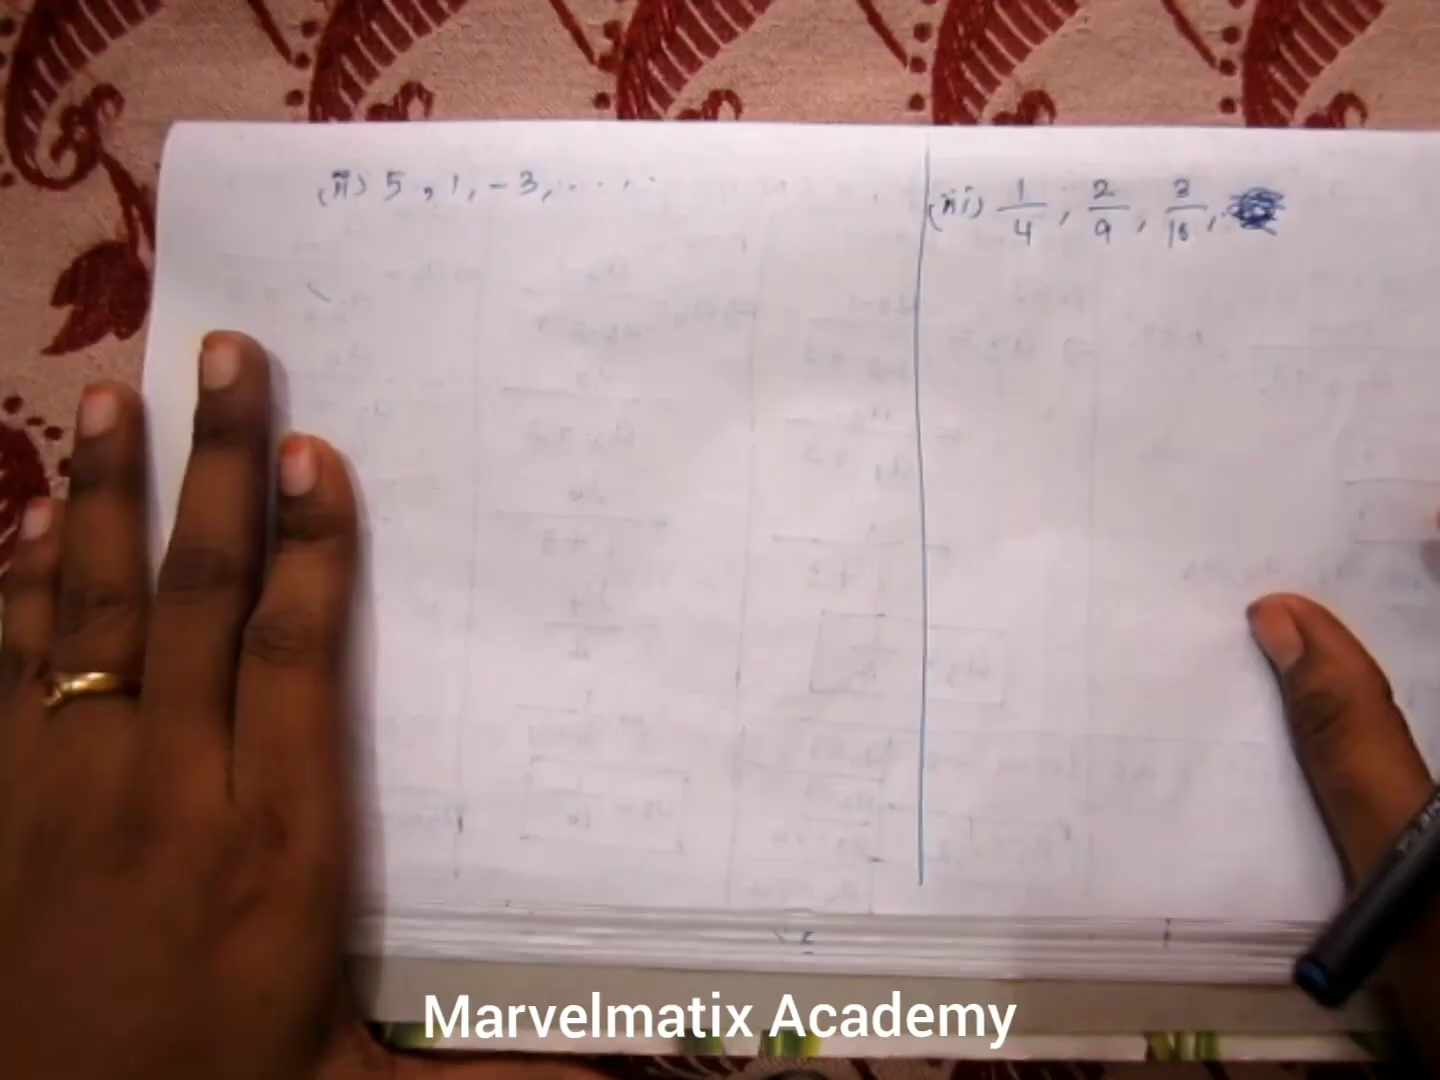 (ii) 5, 1, -3, ......
(iii) 1/4, 2/9, 3/16, ..
Marvelmatix Academy